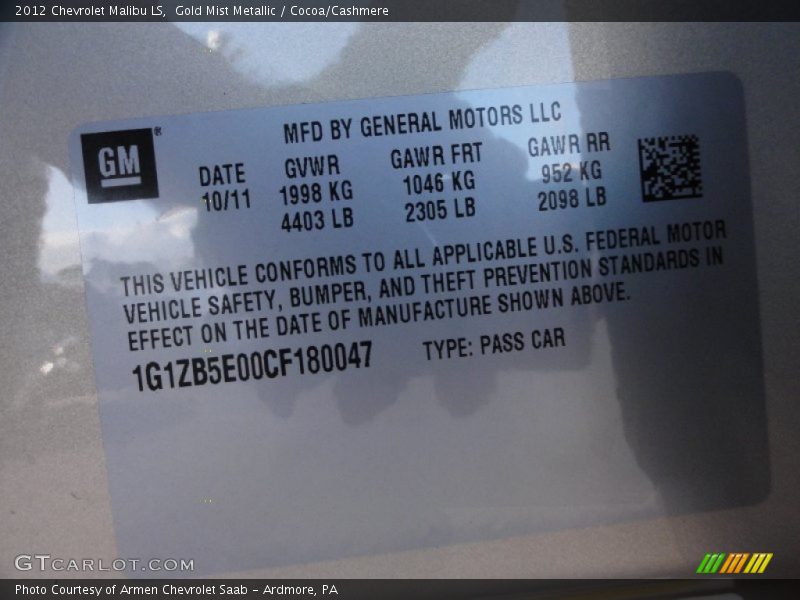 2012 Chevrolet Malibu LS, Gold Mist Metallic / Cocoa/Cashmere
GM ®
MFD BY GENERAL MOTORS LLC
DATE GVWR GAWR FRT GAWR RR
10/11 1998 KG 1046 KG 952 KG
4403 LB 2305 LB 2098 LB
THIS VEHICLE CONFORMS TO ALL APPLICABLE U.S. FEDERAL MOTOR
VEHICLE SAFETY, BUMPER, AND THEFT PREVENTION STANDARDS IN
EFFECT ON THE DATE OF MANUFACTURE SHOWN ABOVE.
1G1ZB5E00CF180047 TYPE: PASS CAR
GTCARLOT.COM
Photo Courtesy of Armen Chevrolet Saab - Ardmore, PA